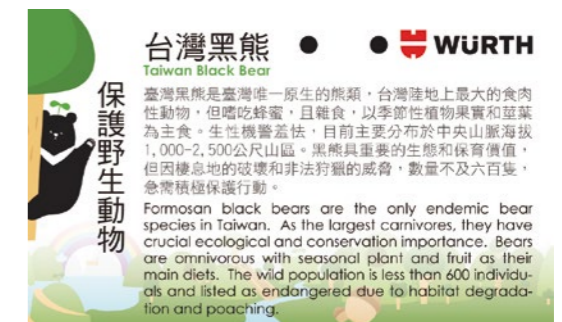 保護野生動物
台灣黑熊
WÜRTH
Taiwan Black Bear
臺灣黑熊是臺灣唯一原生的熊類，台灣陸地上最大的食肉
性動物，但嗜吃蜂蜜，且雜食，以季節性植物果實和莖葉
為主食。生性機警羞怯，目前主要分布於中央山脈海拔
1,000-2,500公尺山區。黑熊具重要的生態和保育價值，
但因棲息地的破壞和非法狩獵的威脅，數量不及六百隻，
急需積極保護行動。
Formosan black bears are the only endemic bear
species in Taiwan. As the largest carnivores, they have
crucial ecological and conservation importance. Bears
are omnivorous with seasonal plant and fruit as their
main diets. The wild population is less than 600 individu-
als and listed as endangered due to habitat degrada-
tion and poaching.